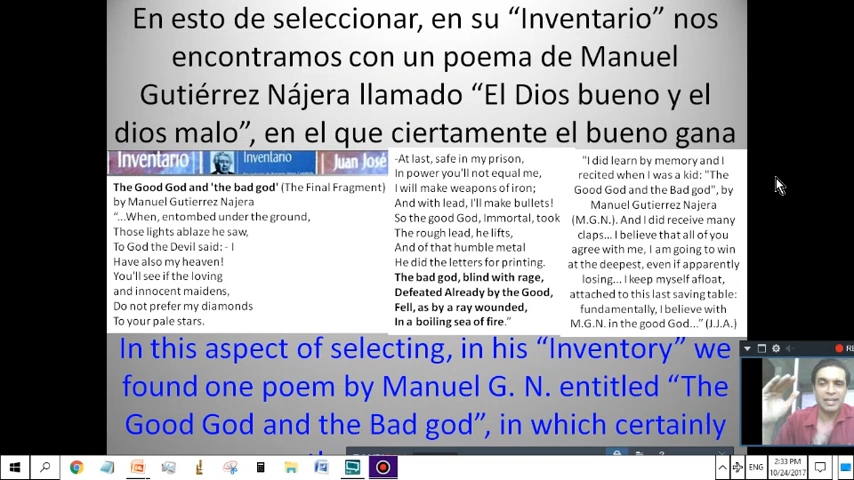 En esto de seleccionar, en su “Inventario” nos
encontramos con un poema de Manuel
Gutiérrez Nájera llamado “El Dios bueno y el
dios malo”, en el que ciertamente el bueno gana
Inventario
Inventario
Juan José
The Good God and 'the bad god' (The Final Fragment)
by Manuel Gutierrez Najera
“...When, entombed under the ground,
Those lights ablaze he saw,
To God the Devil said: - I
Have also my heaven!
You'll see if the loving
and innocent maidens,
Do not prefer my diamonds
To your pale stars.
-At last, safe in my prison,
In power you'll not equal me,
I will make weapons of iron;
And with lead, I'll make bullets!
So the good God, Immortal, took
The rough lead, he lifts,
And of that humble metal
He did the letters for printing.
The bad god, blind with rage,
Defeated Already by the Good,
Fell, as by a ray wounded,
In a boiling sea of fire.”
"I did learn by memory and I
recited when I was a kid: "The
Good God and the Bad god", by
Manuel Gutierrez Najera
(M.G.N). And I did receive many
claps... I believe that all of you
agree with me, I am going to win
at the deepest, even if apparently
losing... I keep myself afloat,
attached to this last saving table:
fundamentally, I believe with
M.G.N. in the good God..." (J.J.A.)
In this aspect of selecting, in his “Inventory” we
found one poem by Manuel G. N. entitled “The
Good God and the Bad god”, in which certainly
RE
ENG
2:33 PM
10/24/2017